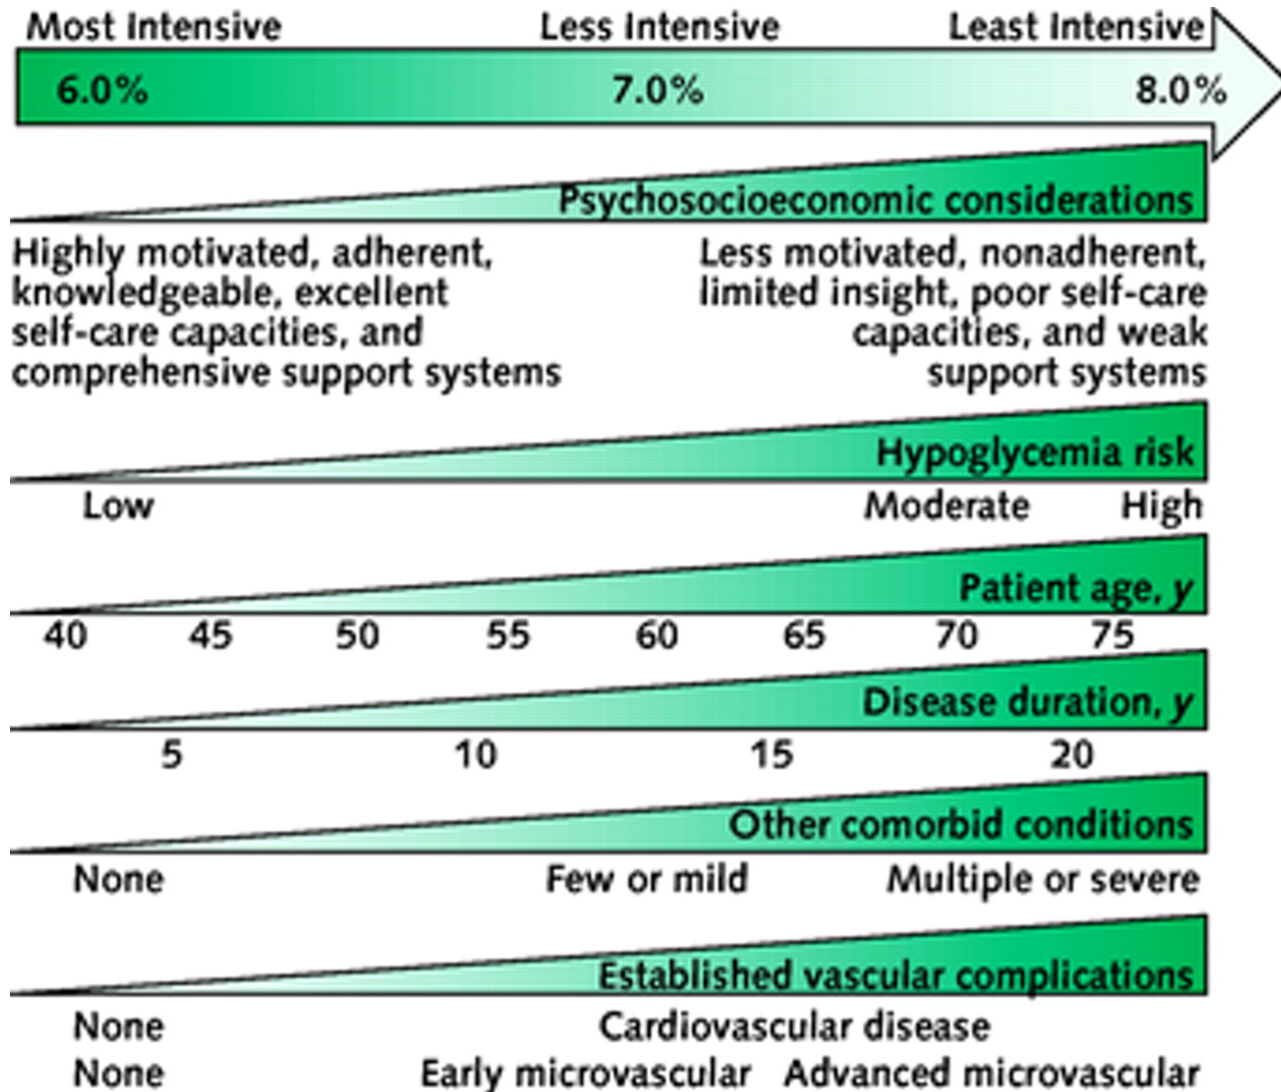 Most Intensive Less Intensive Least Intensive
6.0% 7.0% 8.0%
Psychosocioeconomic considerations
Highly motivated, adherent,
knowledgeable, excellent
self-care capacities, and
comprehensive support systems
Less motivated, nonadherent,
limited insight, poor self-care
capacities, and weak
support systems
Hypoglycemia risk
Low Moderate High
Patient age, y
40 45 50 55 60 65 70 75
Disease duration, y
5 10 15 20
Other comorbid conditions
None Few or mild Multiple or severe
Established vascular complications
None Cardiovascular disease
None Early microvascular Advanced microvascular